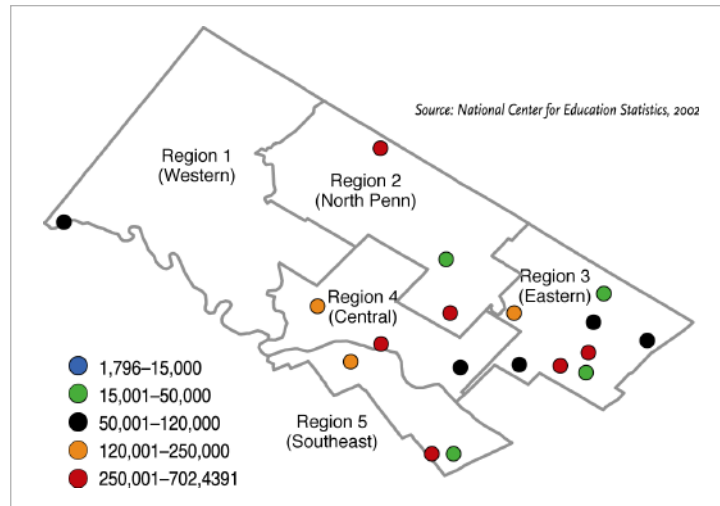 Source: National Center for Education Statistics, 2002
Region 1
(Western)
Region 2
(North Penn)
Region 3
(Eastern)
Region 4
(Central)
Region 5
(Southeast)
1,796–15,000
15,001–50,000
50,001–120,000
120,001–250,000
250,001–702,4391